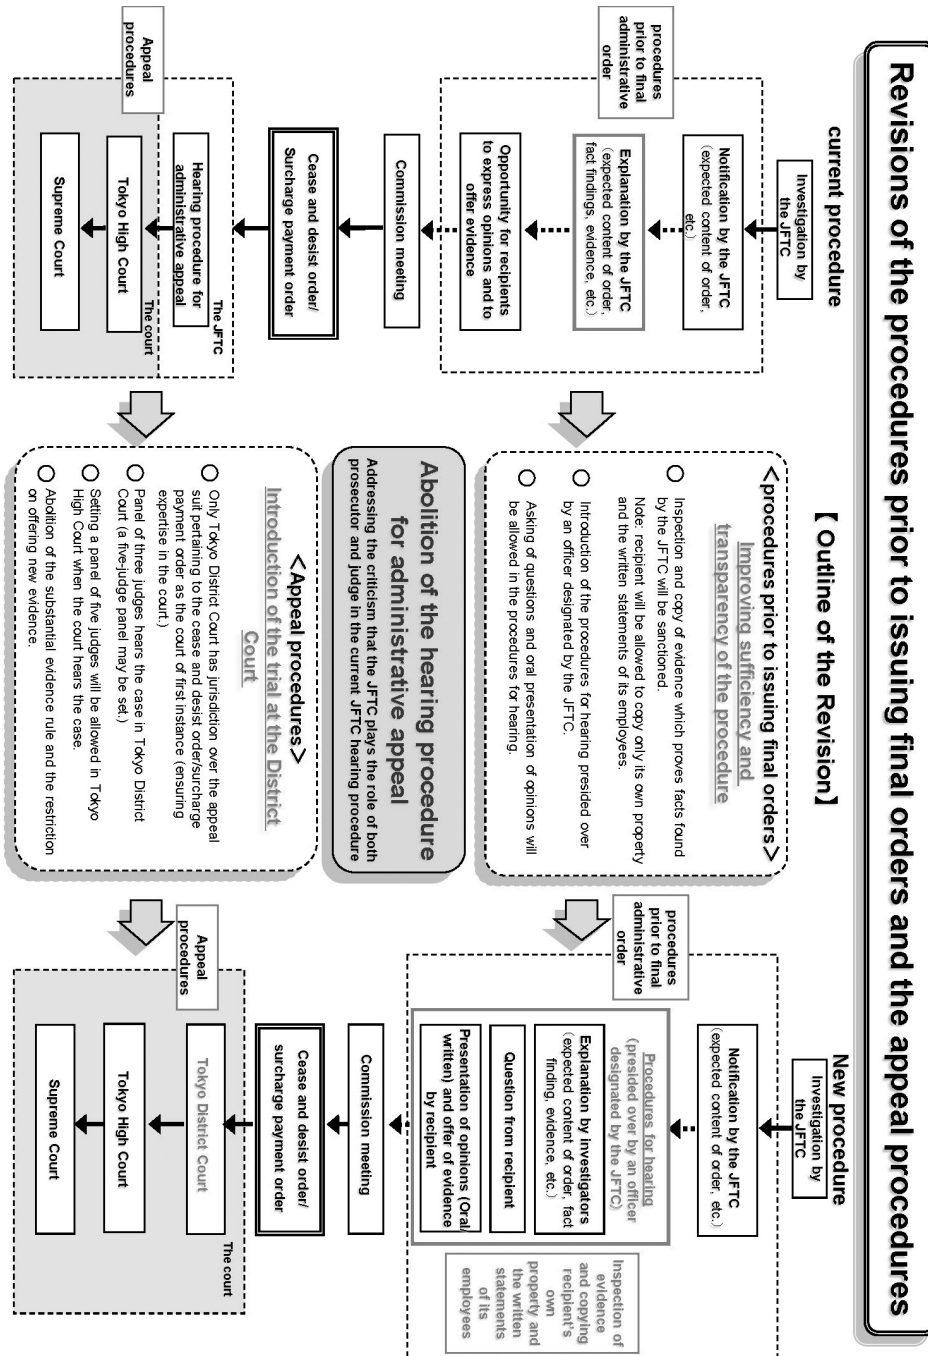 Revisions of the procedures prior to issuing final orders and the appeal procedures
current procedure
Investigation by
the JFTC
procedures
prior to final
administrative
order
Notification by the JFTC
(expected content of order,
etc.)
Explanation by the JFTC
(expected content of order,
fact findings, evidence, etc.)
Opportunity for recipients
to express opinions and to
offer evidence
Commission meeting
Cease and desist order/
Surcharge payment order
Appeal
procedures
The JFTC
Hearing procedure for
administrative appeal
The court
Tokyo High Court
Supreme Court
【 Outline of the Revision】
<procedures prior to issuing final orders>
Improving sufficiency and
transparency of the procedure
○ Inspection and copy of evidence which proves facts found
by the JFTC will be sanctioned.
Note: recipient will be allowed to copy only its own property
and the written statements of its employees.
○ Introduction of the procedures for hearing presided over
by an officer designated by the JFTC.
○ Asking of questions and oral presentation of opinions will
be allowed in the procedures for hearing.
Abolition of the hearing procedure
for administrative appeal
Addressing the criticism that the JFTC plays the role of both
prosecutor and judge in the current JFTC hearing procedure
<Appeal procedures>
Introduction of the trial at the District
Court
○ Only Tokyo District Court has jurisdiction over the appeal
suit pertaining to the cease and desist order/surcharge
payment order as the court of first instance (ensuring
expertise in the court.)
○ Panel of three judges hears the case in Tokyo District
Court (a five-judge panel may be set.)
○ Setting a panel of five judges will be allowed in Tokyo
High Court when the court hears the case.
○ Abolition of the substantial evidence rule and the restriction
on offering new evidence.
New procedure
Investigation by
the JFTC
procedures
prior to final
administrative
order
Notification by the JFTC
(expected content of order, etc.)
Procedures for hearing
(presided over by an officer
designated by the JFTC)
Explanation by investigators
(expected content of order, fact
finding, evidence, etc.)
Question from recipient
Presentation of opinions (Oral/
written) and offer of evidence
by recipient
Inspection of
evidence
and copying
recipient's
own
property and
the written
statements
of its
employees
Commission meeting
Cease and desist order/
surcharge payment order
Appeal
procedures
The court
Tokyo District Court
Tokyo High Court
Supreme Court